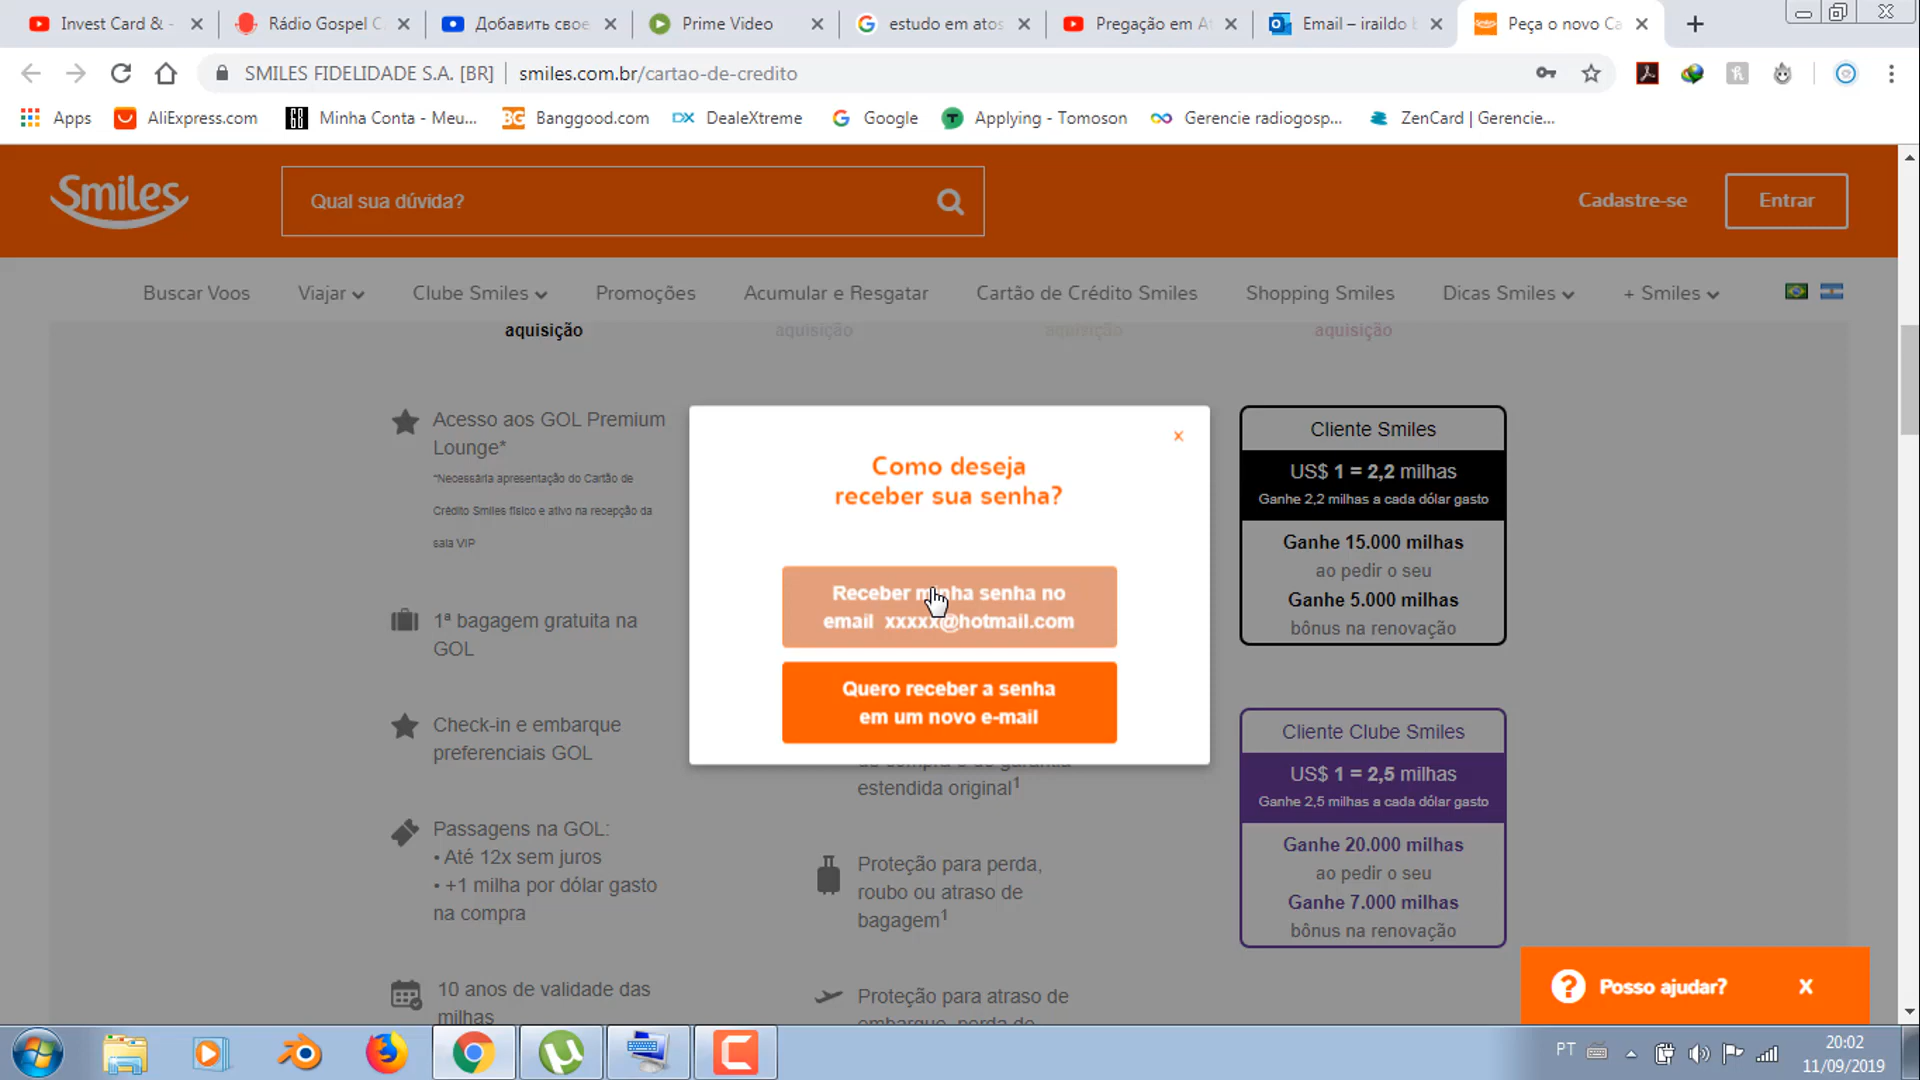 Invest Card & -
Rádio Gospel C
Добавить свое
Prime Video
estudo em atos
Pregação em At
Email – iraildo b
Peça o novo Ca
SMILES FIDELIDADE S.A. [BR]
smiles.com.br/cartao-de-credito
Apps
AliExpress.com
Minha Conta - Meu...
Banggood.com
DealeXtreme
Google
Applying - Tomoson
Gerencie radiogosp...
ZenCard | Gerencie...
Smiles
Qual sua dúvida?
Cadastre-se
Entrar
Buscar Voos
Viajar
Clube Smiles
Promoções
Acumular e Resgatar
Cartão de Crédito Smiles
Shopping Smiles
Dicas Smiles
+ Smiles
aquisição
aquisição
aquisição
aquisição
Acesso aos GOL Premium
Lounge*
*Necessária apresentação do Cartão de
Crédito Smiles físico e ativo na recepção da
sala VIP
1ª bagagem gratuita na
GOL
Check-in e embarque
preferenciais GOL
Passagens na GOL:
• Até 12x sem juros
• +1 milha por dólar gasto
na compra
10 anos de validade das
milhas
x
Como deseja
receber sua senha?
Receber minha senha no
email xxxxx@hotmail.com
Quero receber a senha
em um novo e-mail
estendida original¹
Proteção para perda,
roubo ou atraso de
bagagem¹
Proteção para atraso de
embarque, perda de
Cliente Smiles
US$ 1 = 2,2 milhas
Ganhe 2,2 milhas a cada dólar gasto
Ganhe 15.000 milhas
ao pedir o seu
Ganhe 5.000 milhas
bônus na renovação
Cliente Clube Smiles
US$ 1 = 2,5 milhas
Ganhe 2,5 milhas a cada dólar gasto
Ganhe 20.000 milhas
ao pedir o seu
Ganhe 7.000 milhas
bônus na renovação
? Posso ajudar? X
PT
20:02
11/09/2019